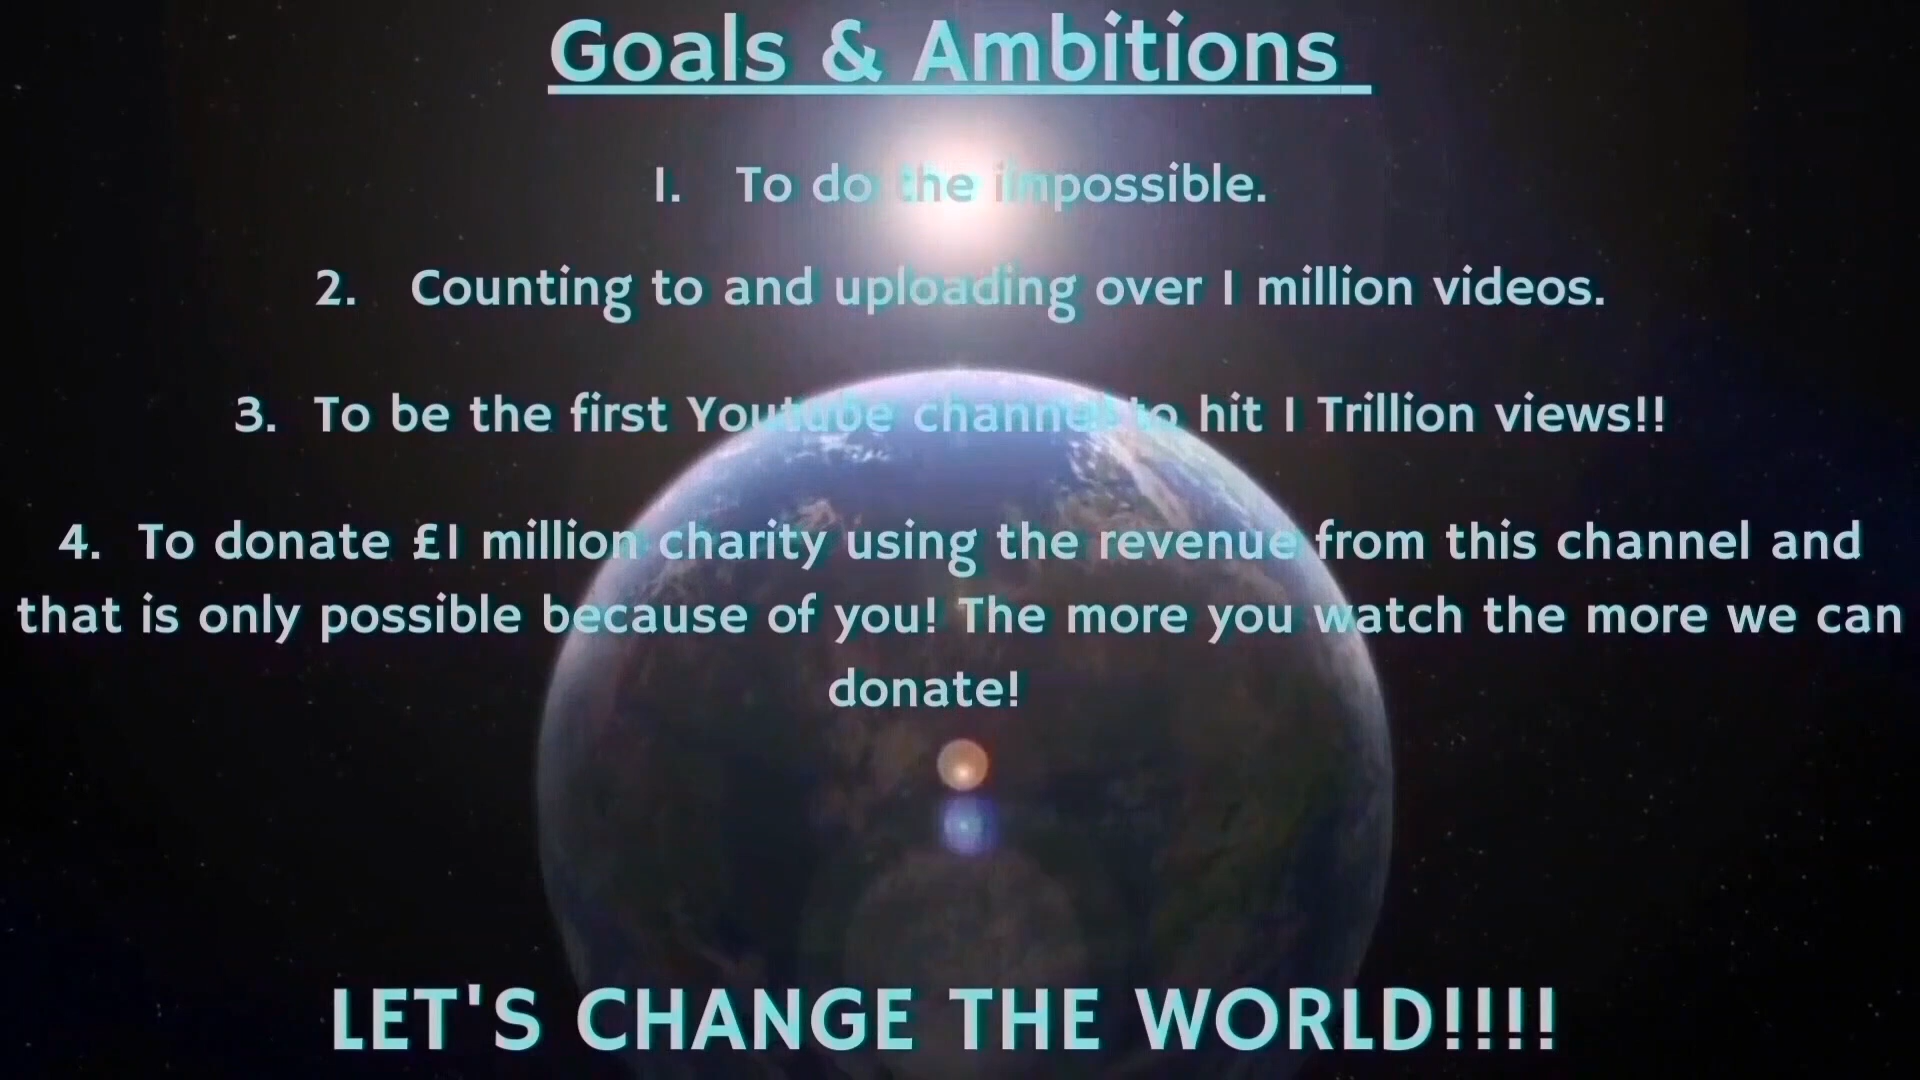 Goals & Ambitions
1. To do the impossible.
2. Counting to and uploading over 1 million videos.
3. To be the first Youtube channel to hit 1 Trillion views!!
4. To donate £1 million charity using the revenue from this channel and
that is only possible because of you! The more you watch the more we can
donate!
LET'S CHANGE THE WORLD!!!!